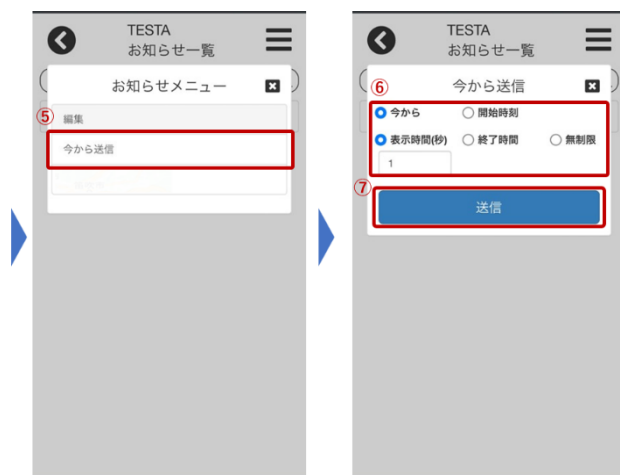 TESTA
お知らせ一覧
お知らせメニュー
⑤
編集
今から送信
TESTA
お知らせ一覧
⑥
今から送信
今から 開始時刻
表示時間(秒) 終了時間 無制限
1
⑦
送信